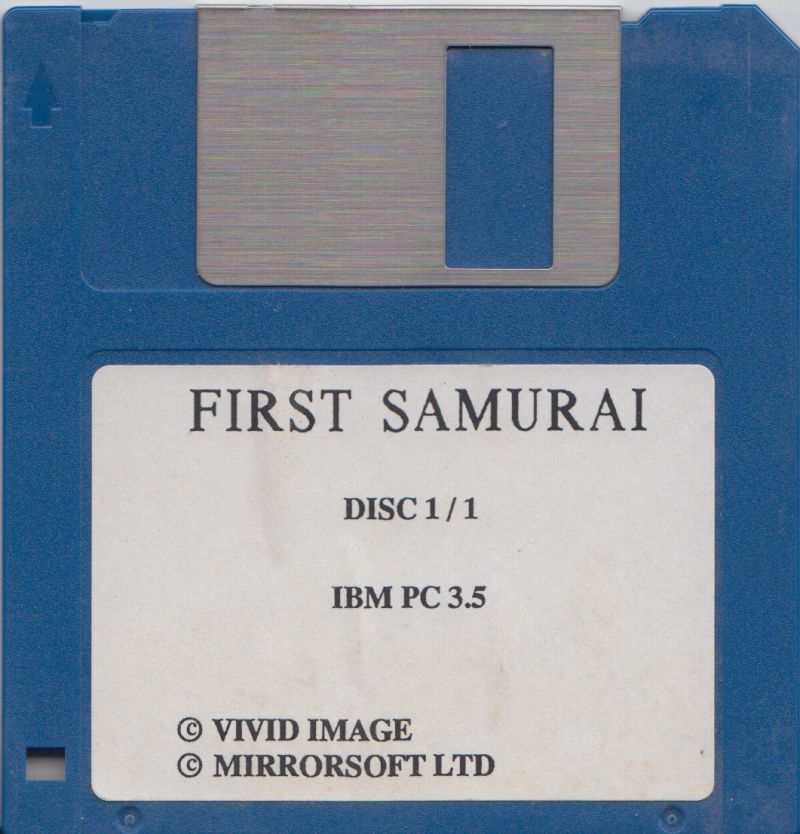 FIRST SAMURAI
DISC 1 / 1
IBM PC 3.5
© VIVID IMAGE
© MIRRORSOFT LTD